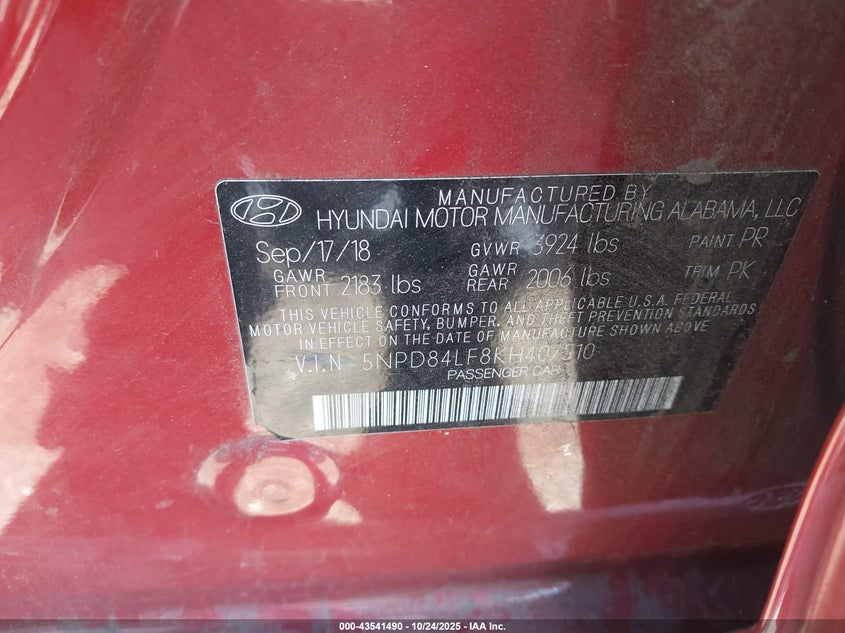 MANUFACTURED BY
HYUNDAI MOTOR MANUFACTURING ALABAMA, LLC
Sep/17/18 GVWR 3924 lbs PAINT PR
GAWR FRONT 2183 lbs GAWR REAR 2006 lbs TRIM PK
THIS VEHICLE CONFORMS TO ALL APPLICABLE U.S.A. FEDERAL
MOTOR VEHICLE SAFETY, BUMPER, AND THEFT PREVENTION STANDARDS
IN EFFECT ON THE DATE OF MANUFACTURE SHOWN ABOVE.
V.I.N 5NPD84LF8KH407310
PASSENGER CAR
000-43541490 - 10/24/2025 - IAA Inc.